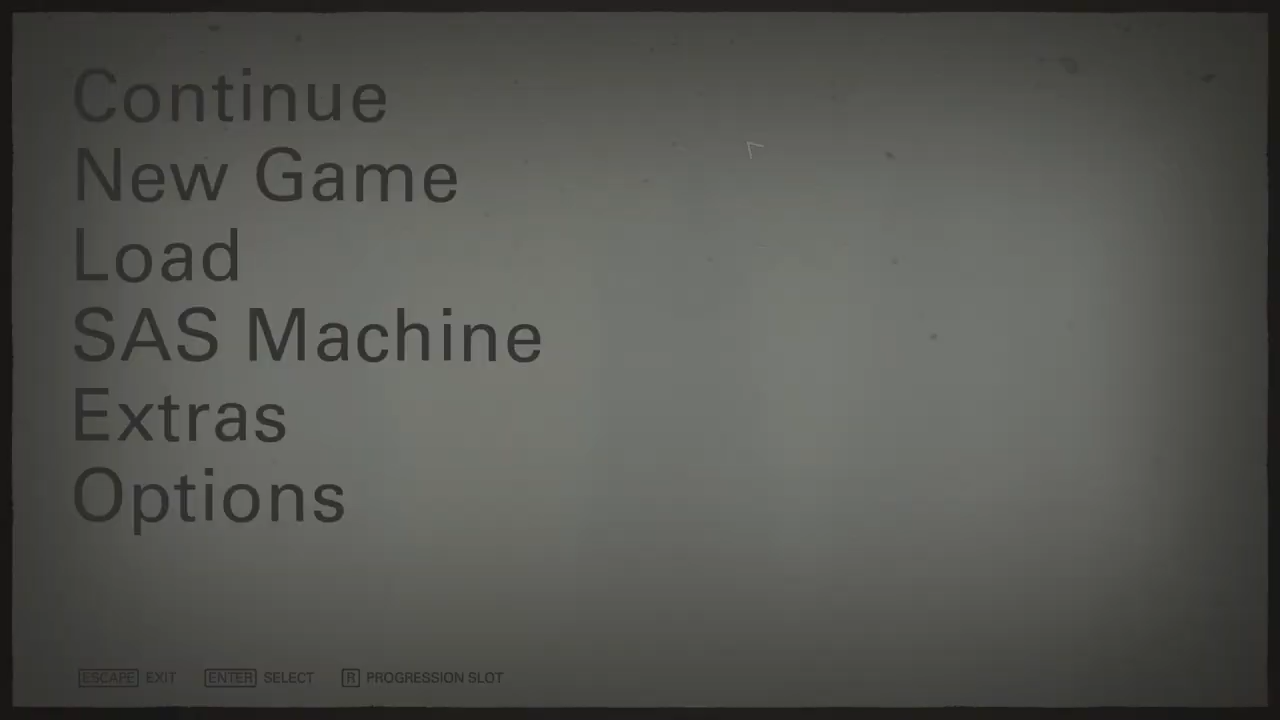 Continue
New Game
Load
SAS Machine
Extras
Options
ESCAPE EXIT ENTER SELECT R PROGRESSION SLOT